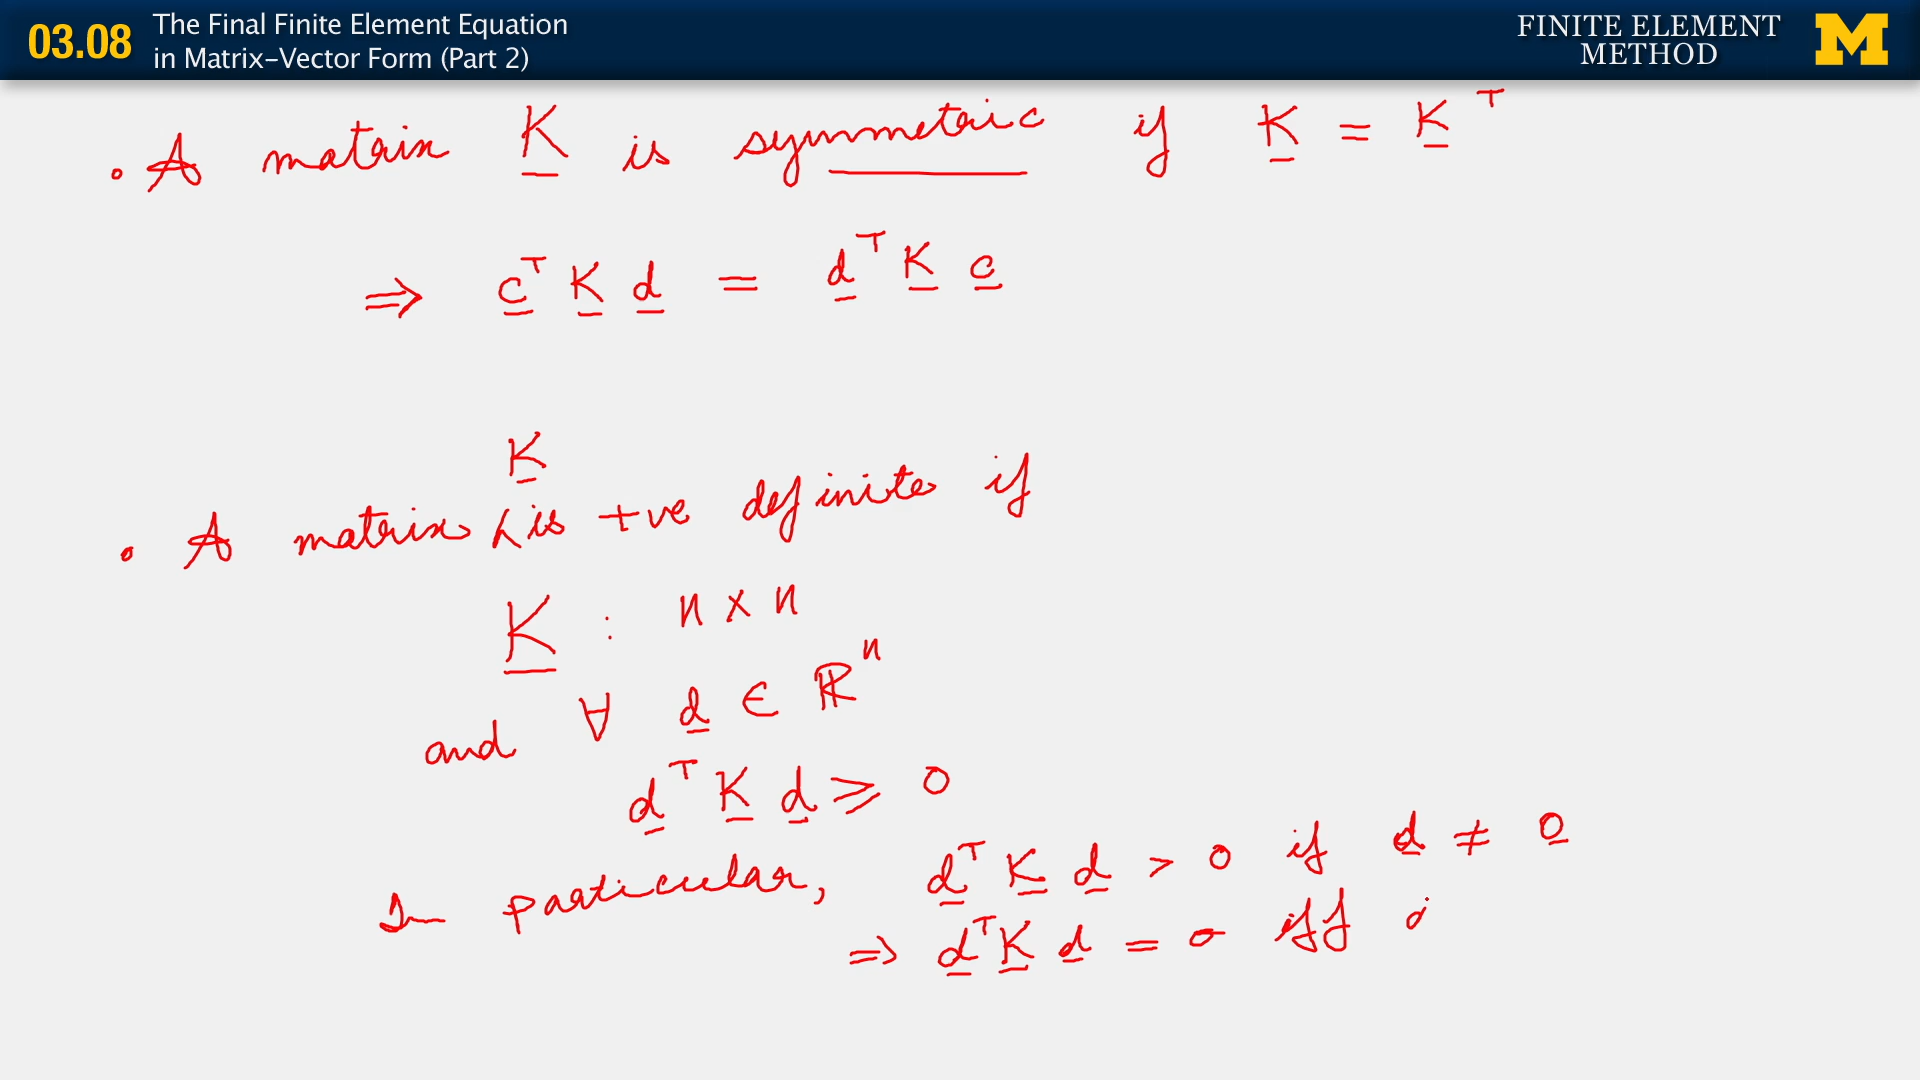 03.08
The Final Finite Element Equation
in Matrix–Vector Form (Part 2)
FINITE ELEMENT
METHOD
M
• A matrix K is symmetric if K = K^T
⇒ c^T K d = d^T K c
K
• A matrix is +ve definite if
K : n × n
and ∀ d ∈ ℝ^n
d^T K d ≥ 0
In particular, d^T K d > 0 if d ≠ 0
⇒ d^T K d = 0 iff